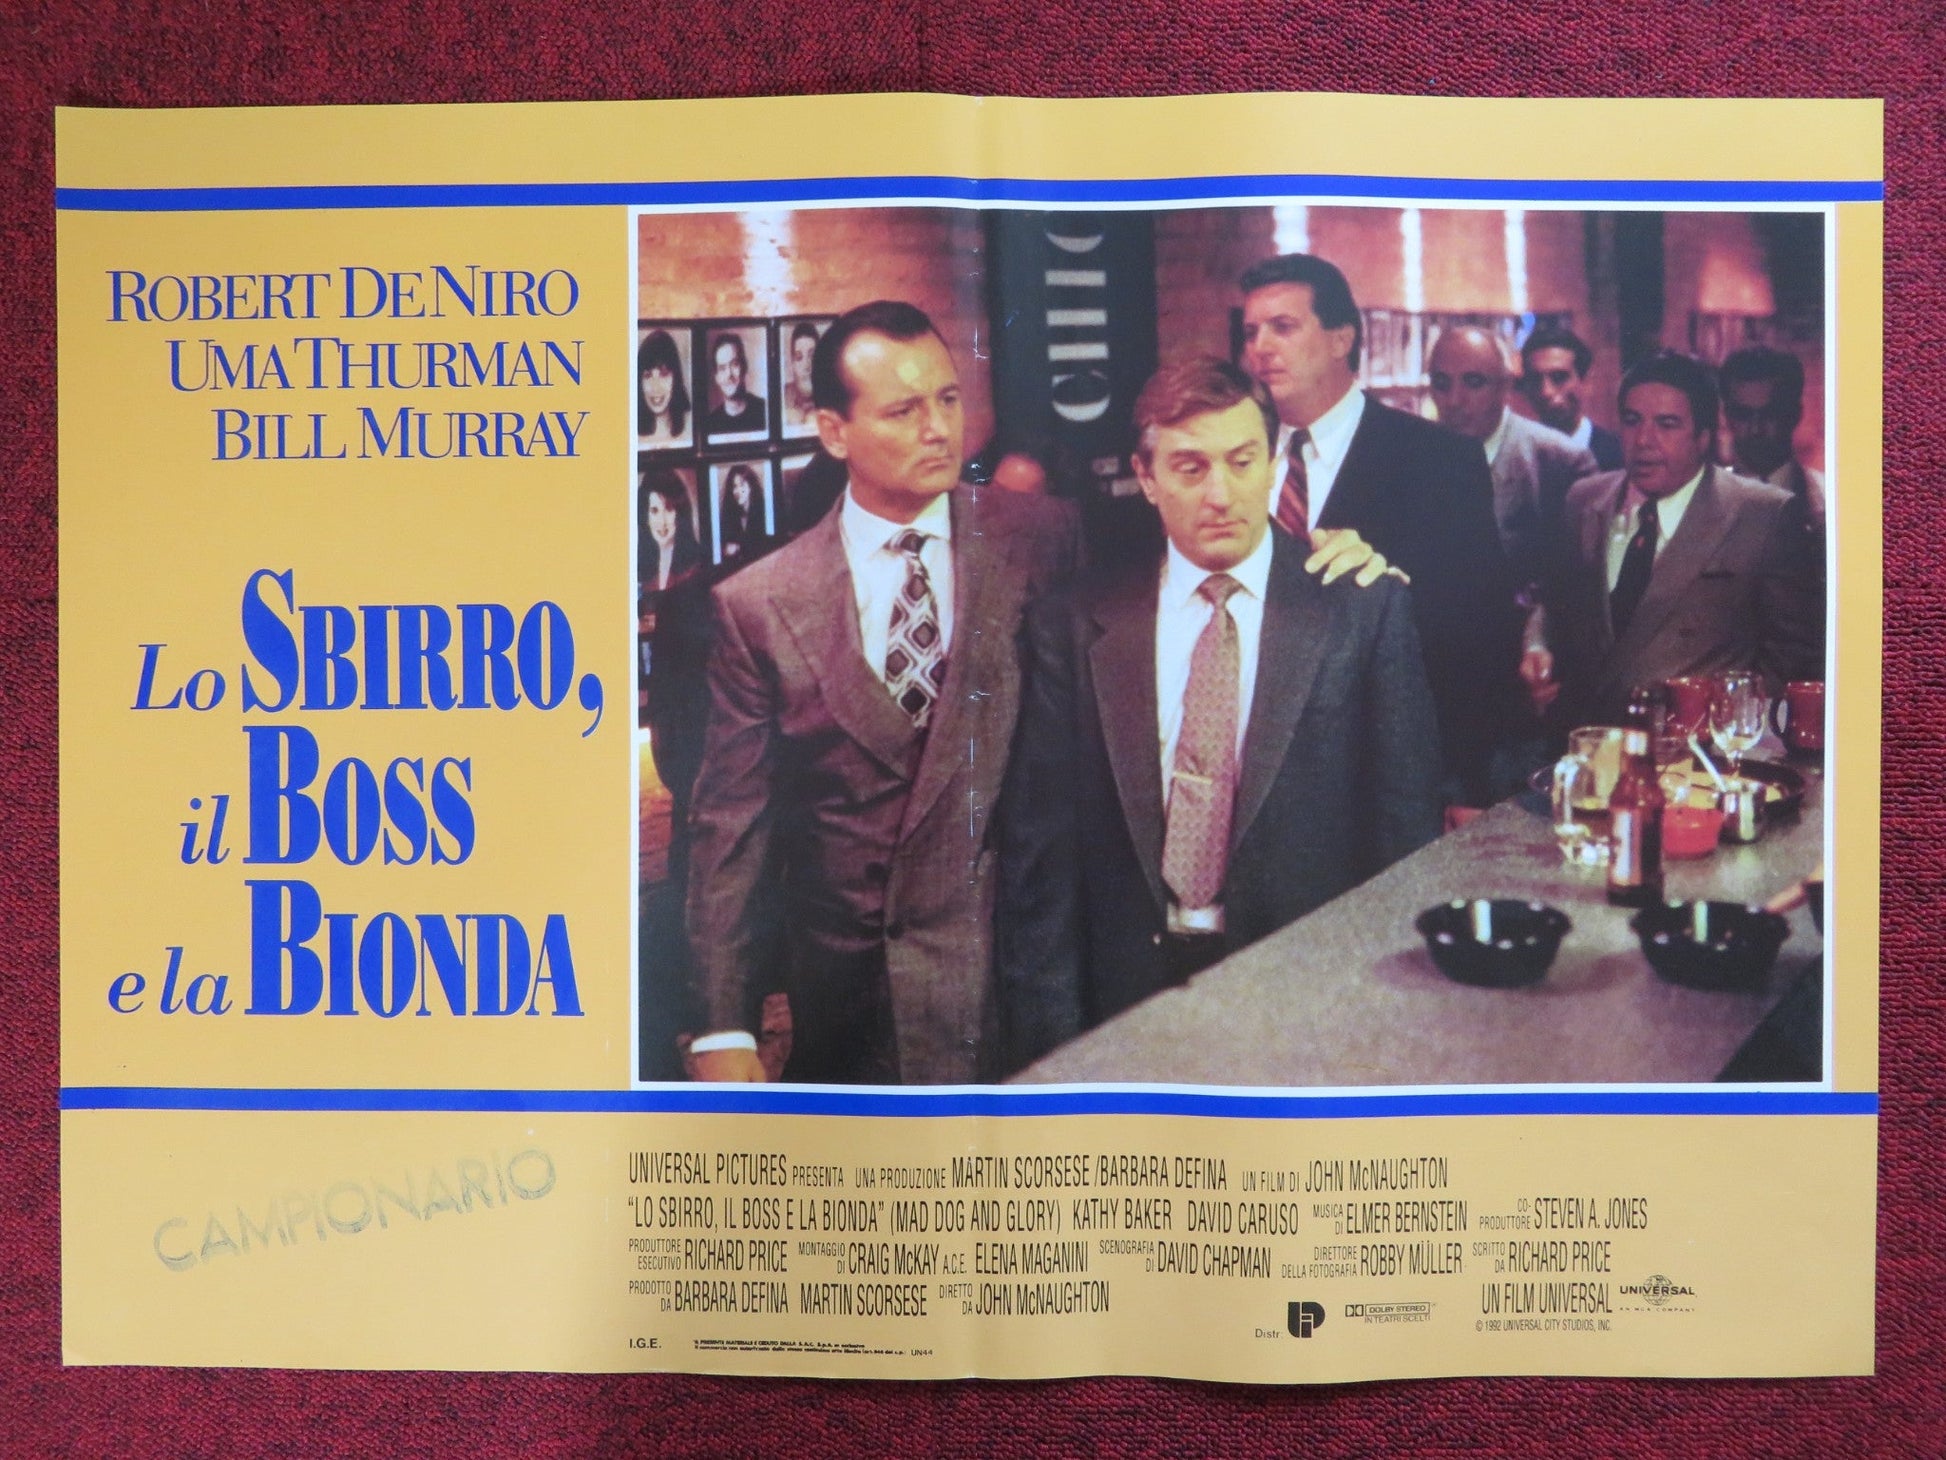 ROBERT DE NIRO
UMA THURMAN
BILL MURRAY
Lo SBIRRO,
il BOSS
e la BIONDA
CAMPIONARIO
UNIVERSAL PICTURES PRESENTA UNA PRODUZIONE MARTIN SCORSESE / BARBARA DEFINA UN FILM DI JOHN McNAUGHTON
"LO SBIRRO, IL BOSS E LA BIONDA" (MAD DOG AND GLORY) KATHY BAKER DAVID CARUSO MUSICA DI ELMER BERNSTEIN CO-PRODUTTORE STEVEN A. JONES
PRODUTTORE ESECUTIVO RICHARD PRICE MONTAGGIO DI CRAIG McKAY A.C.E. ELENA MAGANINI SCENOGRAFIA DI DAVID CHAPMAN DIRETTORE DELLA FOTOGRAFIA ROBBY MÜLLER SCRITTO DA RICHARD PRICE
PRODOTTO DA BARBARA DEFINA MARTIN SCORSESE DIRETTO DA JOHN McNAUGHTON
UN FILM UNIVERSAL
UNIVERSAL
AN MCA COMPANY
Distr:
DOLBY STEREO
IN TEATRI SCELTI
© 1992 UNIVERSAL CITY STUDIOS, INC.
I.G.E.
UN44